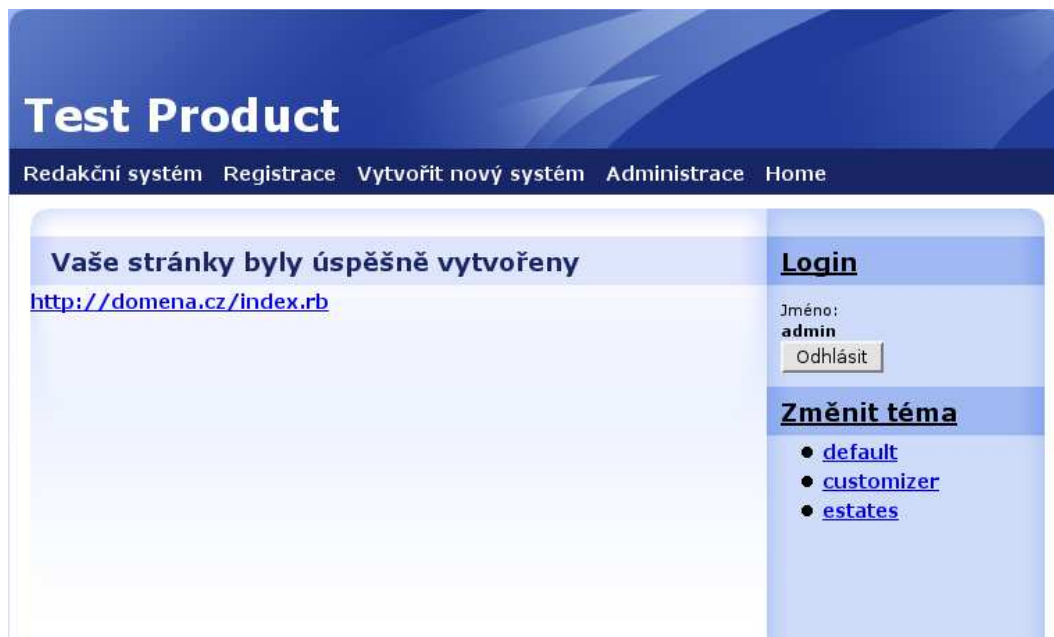 Test Product
Redakční systém Registrace Vytvořit nový systém Administrace Home
Vaše stránky byly úspěšně vytvořeny
http://domena.cz/index.rb
Login
Jméno:
admin
Odhlásit
Změnit téma
default
customizer
estates